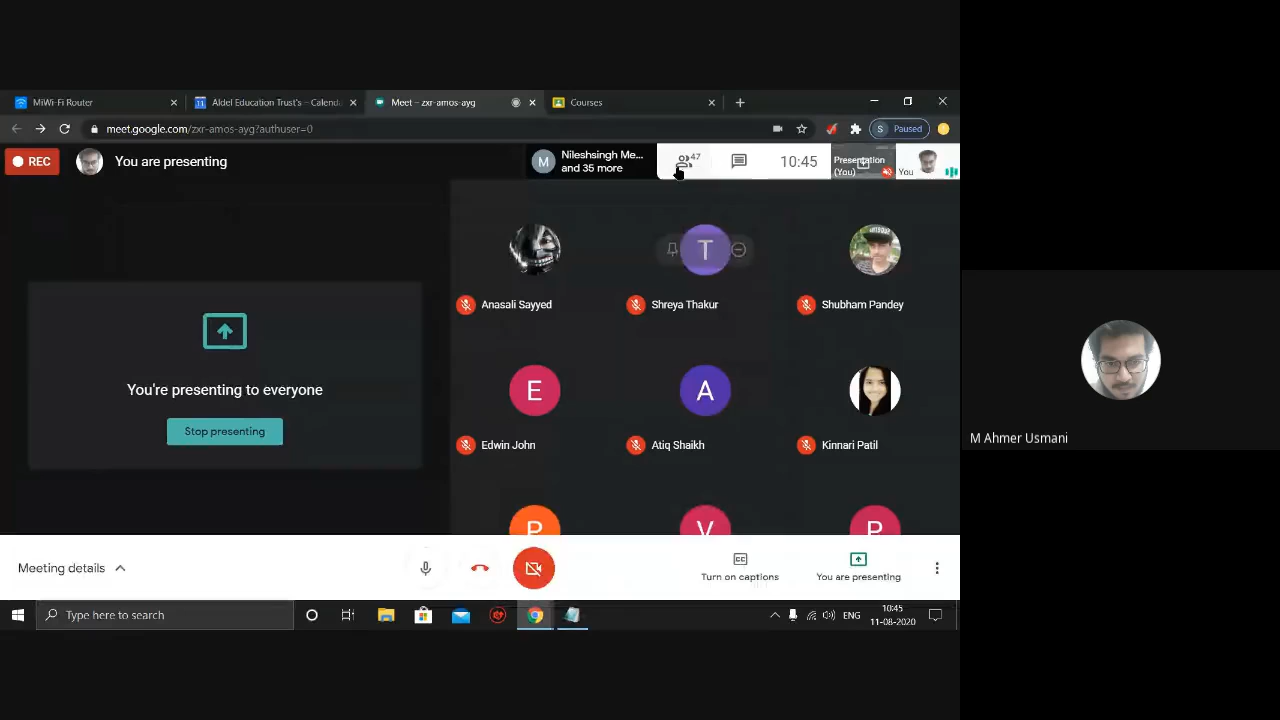 MiWi-Fi Router
Aldel Education Trust's – Calenda
Meet – zxr-amos-ayg
Courses
meet.google.com/zxr-amos-ayg?authuser=0
S
Paused
REC
You are presenting
M
Nileshsingh Me...
and 35 more
47
10:45
Presentation
(You)
You
T
Anasali Sayyed
Shreya Thakur
Shubham Pandey
You're presenting to everyone
Stop presenting
E
A
Edwin John
Atiq Shaikh
Kinnari Patil
P
V
P
M Ahmer Usmani
Meeting details
CC
Turn on captions
You are presenting
Type here to search
ENG
10:45
11-08-2020